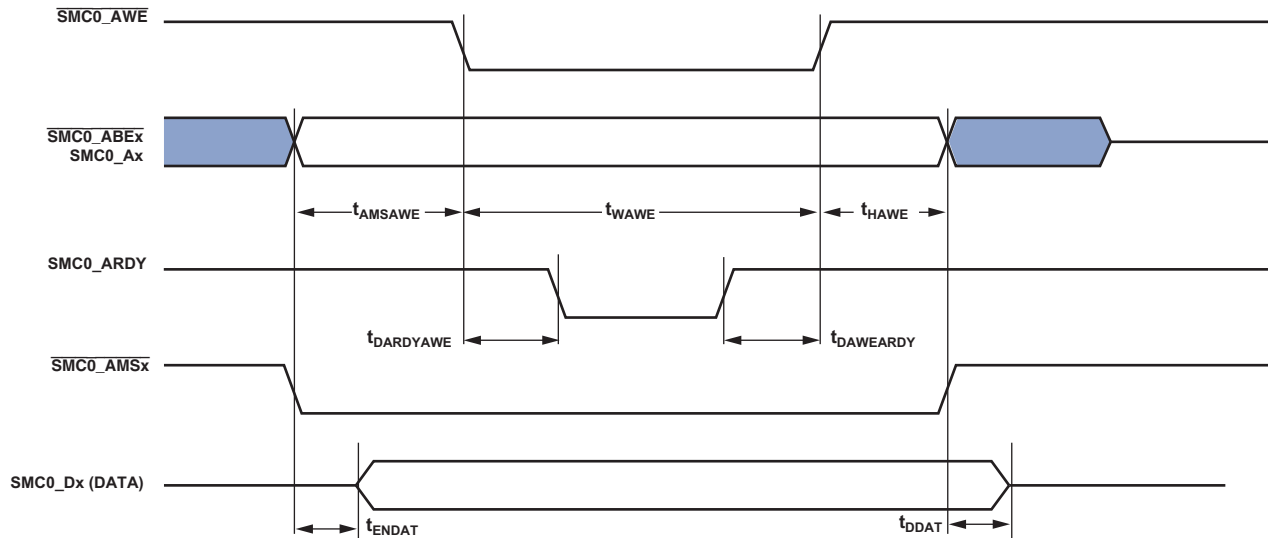 SMC0_AWE
SMC0_ABEx
SMC0_Ax
tAMSAWE
tWAWE
tHAWE
SMC0_ARDY
tDARDYAWE
tDAWEARDY
SMC0_AMSx
SMC0_Dx (DATA)
tENDAT
tDDAT